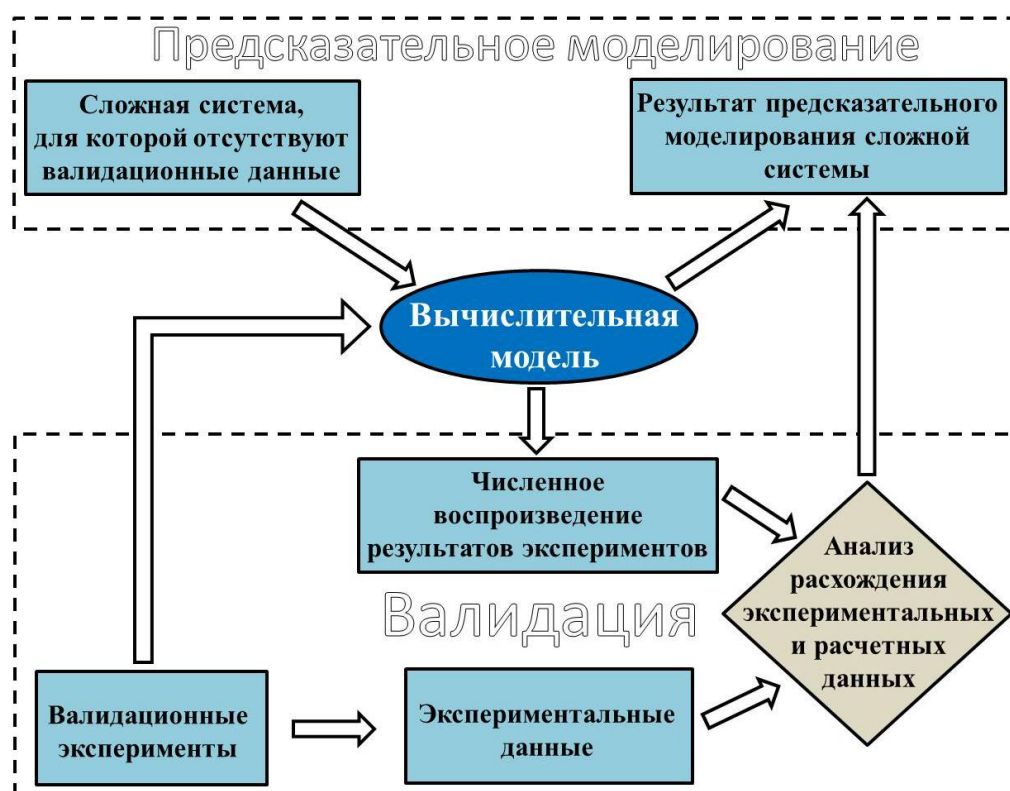 Предсказательное моделирование
Сложная система,
для которой отсутствуют
валидационные данные
Результат предсказательного
моделирования сложной
системы
Вычислительная
модель
Численное
воспроизведение
результатов экспериментов
Анализ
расхождения
экспериментальных
и расчетных
данных
Валидация
Валидационные
эксперименты
Экспериментальные
данные